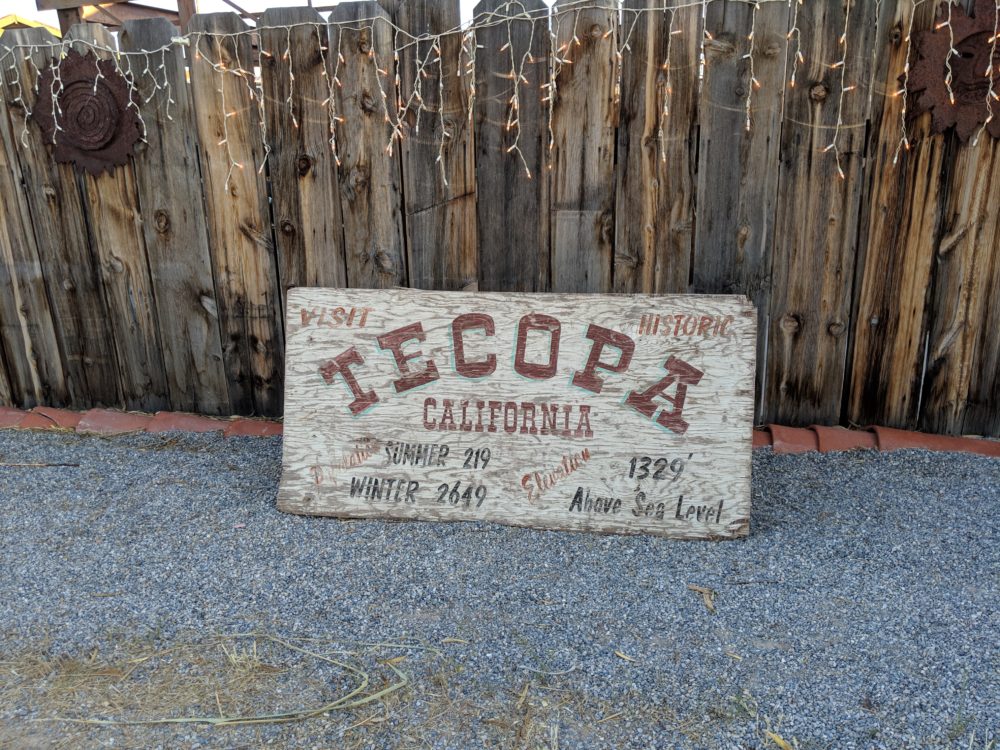 VISIT HISTORIC
TECOPA
CALIFORNIA
Population SUMMER 219
WINTER 2649
Elevation 1329'
Above Sea Level